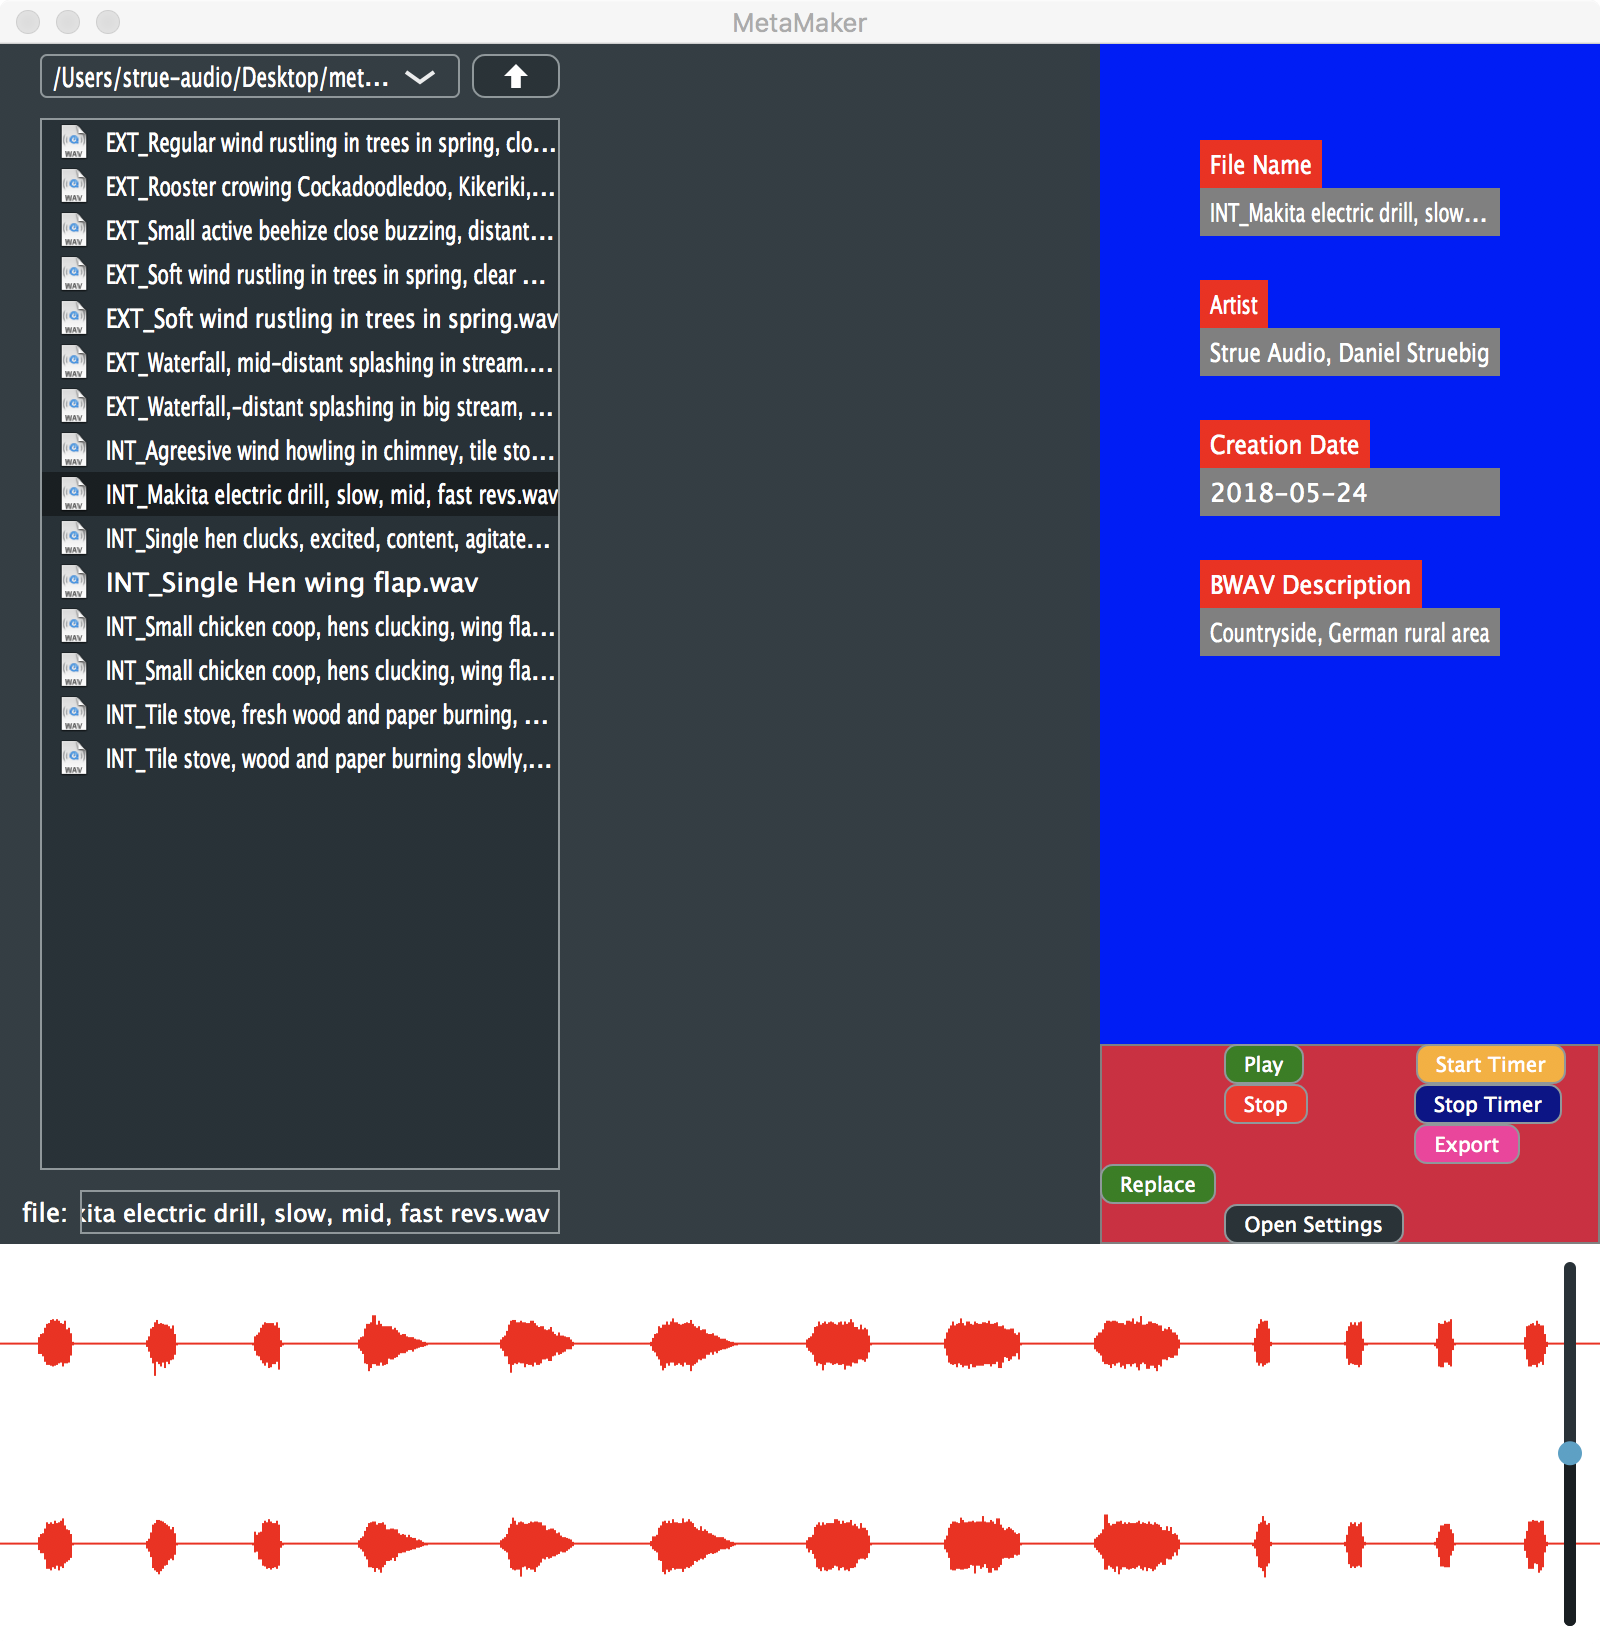 MetaMaker
/Users/strue-audio/Desktop/met...
EXT_Regular wind rustling in trees in spring, clo...
EXT_Rooster crowing Cockadoodledoo, Kikeriki,...
EXT_Small active beehize close buzzing, distant...
EXT_Soft wind rustling in trees in spring, clear ...
EXT_Soft wind rustling in trees in spring.wav
EXT_Waterfall, mid-distant splashing in stream....
EXT_Waterfall,-distant splashing in big stream, ...
INT_Agreesive wind howling in chimney, tile sto...
INT_Makita electric drill, slow, mid, fast revs.wav
INT_Single hen clucks, excited, content, agitate...
INT_Single Hen wing flap.wav
INT_Small chicken coop, hens clucking, wing fla...
INT_Small chicken coop, hens clucking, wing fla...
INT_Tile stove, fresh wood and paper burning, ...
INT_Tile stove, wood and paper burning slowly,...
file: kita electric drill, slow, mid, fast revs.wav
File Name
INT_Makita electric drill, slow...
Artist
Strue Audio, Daniel Struebig
Creation Date
2018-05-24
BWAV Description
Countryside, German rural area
Play
Start Timer
Stop
Stop Timer
Export
Replace
Open Settings